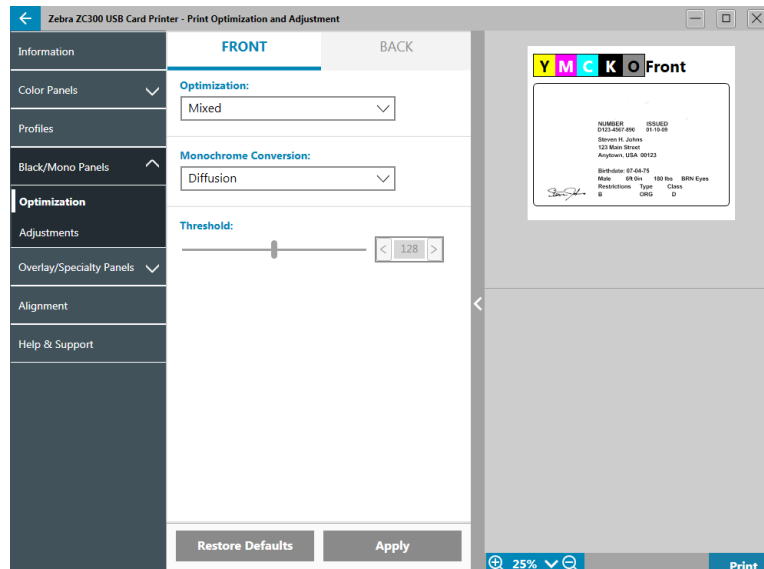 Zebra ZC300 USB Card Printer - Print Optimization and Adjustment
Information
Color Panels
Profiles
Black/Mono Panels
Optimization
Adjustments
Overlay/Specialty Panels
Alignment
Help & Support
FRONT BACK
Optimization:
Mixed
Monochrome Conversion:
Diffusion
Threshold:
< 128 >
Restore Defaults Apply
Y M C K O Front
NUMBER ISSUED
D123-4567-890 01-10-09
Steven H. Johns
123 Main Street
Anytown, USA 00123
Birthdate: 07-04-75
Male 6ft 0in 180 lbs BRN Eyes
Restrictions Type Class
B ORG D
25%
Print